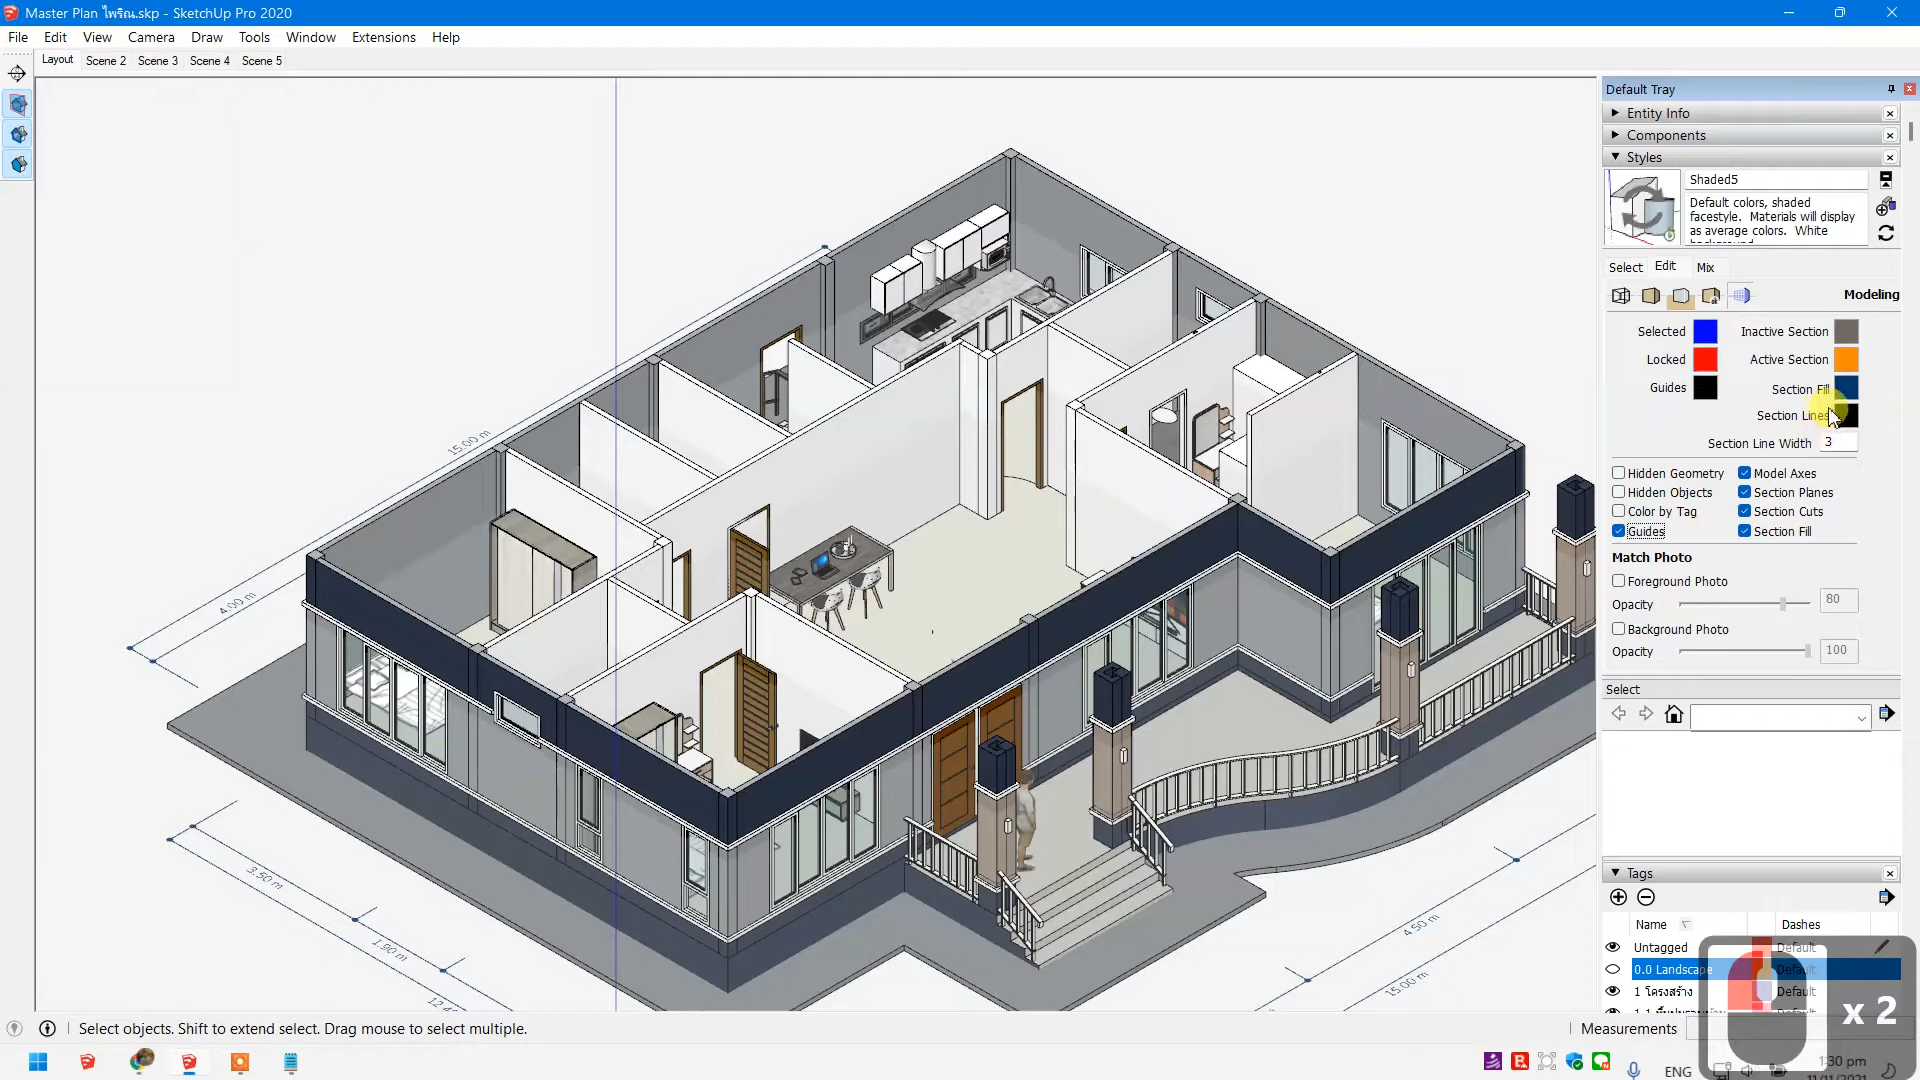 Master Plan ไพริณ.skp - SketchUp Pro 2020
File Edit View Camera Draw Tools Window Extensions Help
Layout Scene 2 Scene 3 Scene 4 Scene 5
Default Tray
Entity Info
Components
Styles
Shaded5
Default colors, shaded
facestyle. Materials will display
as average colors. White
Select Edit Mix
Modeling
Selected Inactive Section
Locked Active Section
Guides Section Fill
Section Lines
Section Line Width 3
Hidden Geometry Model Axes
Hidden Objects Section Planes
Color by Tag Section Cuts
Guides Section Fill
Match Photo
Foreground Photo
Opacity 80
Background Photo
Opacity 100
Select
Tags
Name Dashes
Untagged Default
0.0 Landscape Default
1 โครงสร้าง Default
15.00 m
4.00 m
3.50 m
1.90 m
4.50 m
15.00 m
x 2
Select objects. Shift to extend select. Drag mouse to select multiple.
Measurements
ENG
1:30 pm